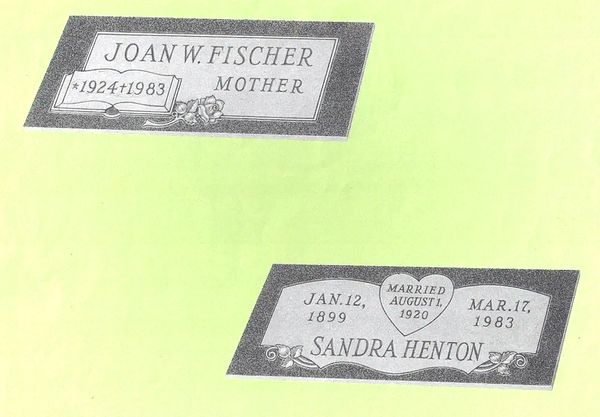 JOAN W. FISCHER
*1924†1983
MOTHER
MARRIED
AUGUST 1,
1920
JAN. 12,
1899
MAR. 17,
1983
SANDRA HENTON